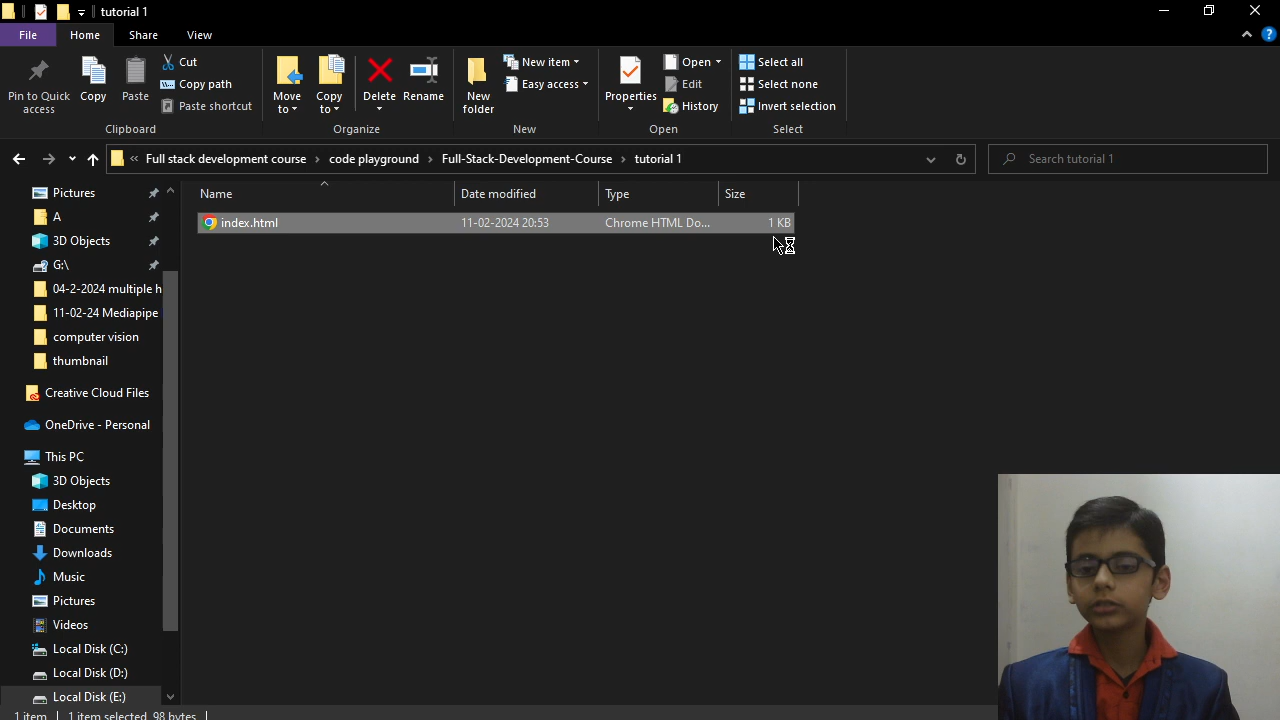 tutorial 1
File Home Share View
Pin to Quick access
Copy
Paste
Cut
Copy path
Paste shortcut
Clipboard
Move to
Copy to
Delete
Rename
Organize
New folder
New item
Easy access
New
Properties
Open
Edit
History
Open
Select all
Select none
Invert selection
Select
« Full stack development course › code playground › Full-Stack-Development-Course › tutorial 1
Search tutorial 1
Name Date modified Type Size
index.html 11-02-2024 20:53 Chrome HTML Do... 1 KB
Pictures
A
3D Objects
G:\
04-2-2024 multiple h
11-02-24 Mediapipe
computer vision
thumbnail
Creative Cloud Files
OneDrive - Personal
This PC
3D Objects
Desktop
Documents
Downloads
Music
Pictures
Videos
Local Disk (C:)
Local Disk (D:)
Local Disk (E:)
1 item 1 item selected 98 bytes